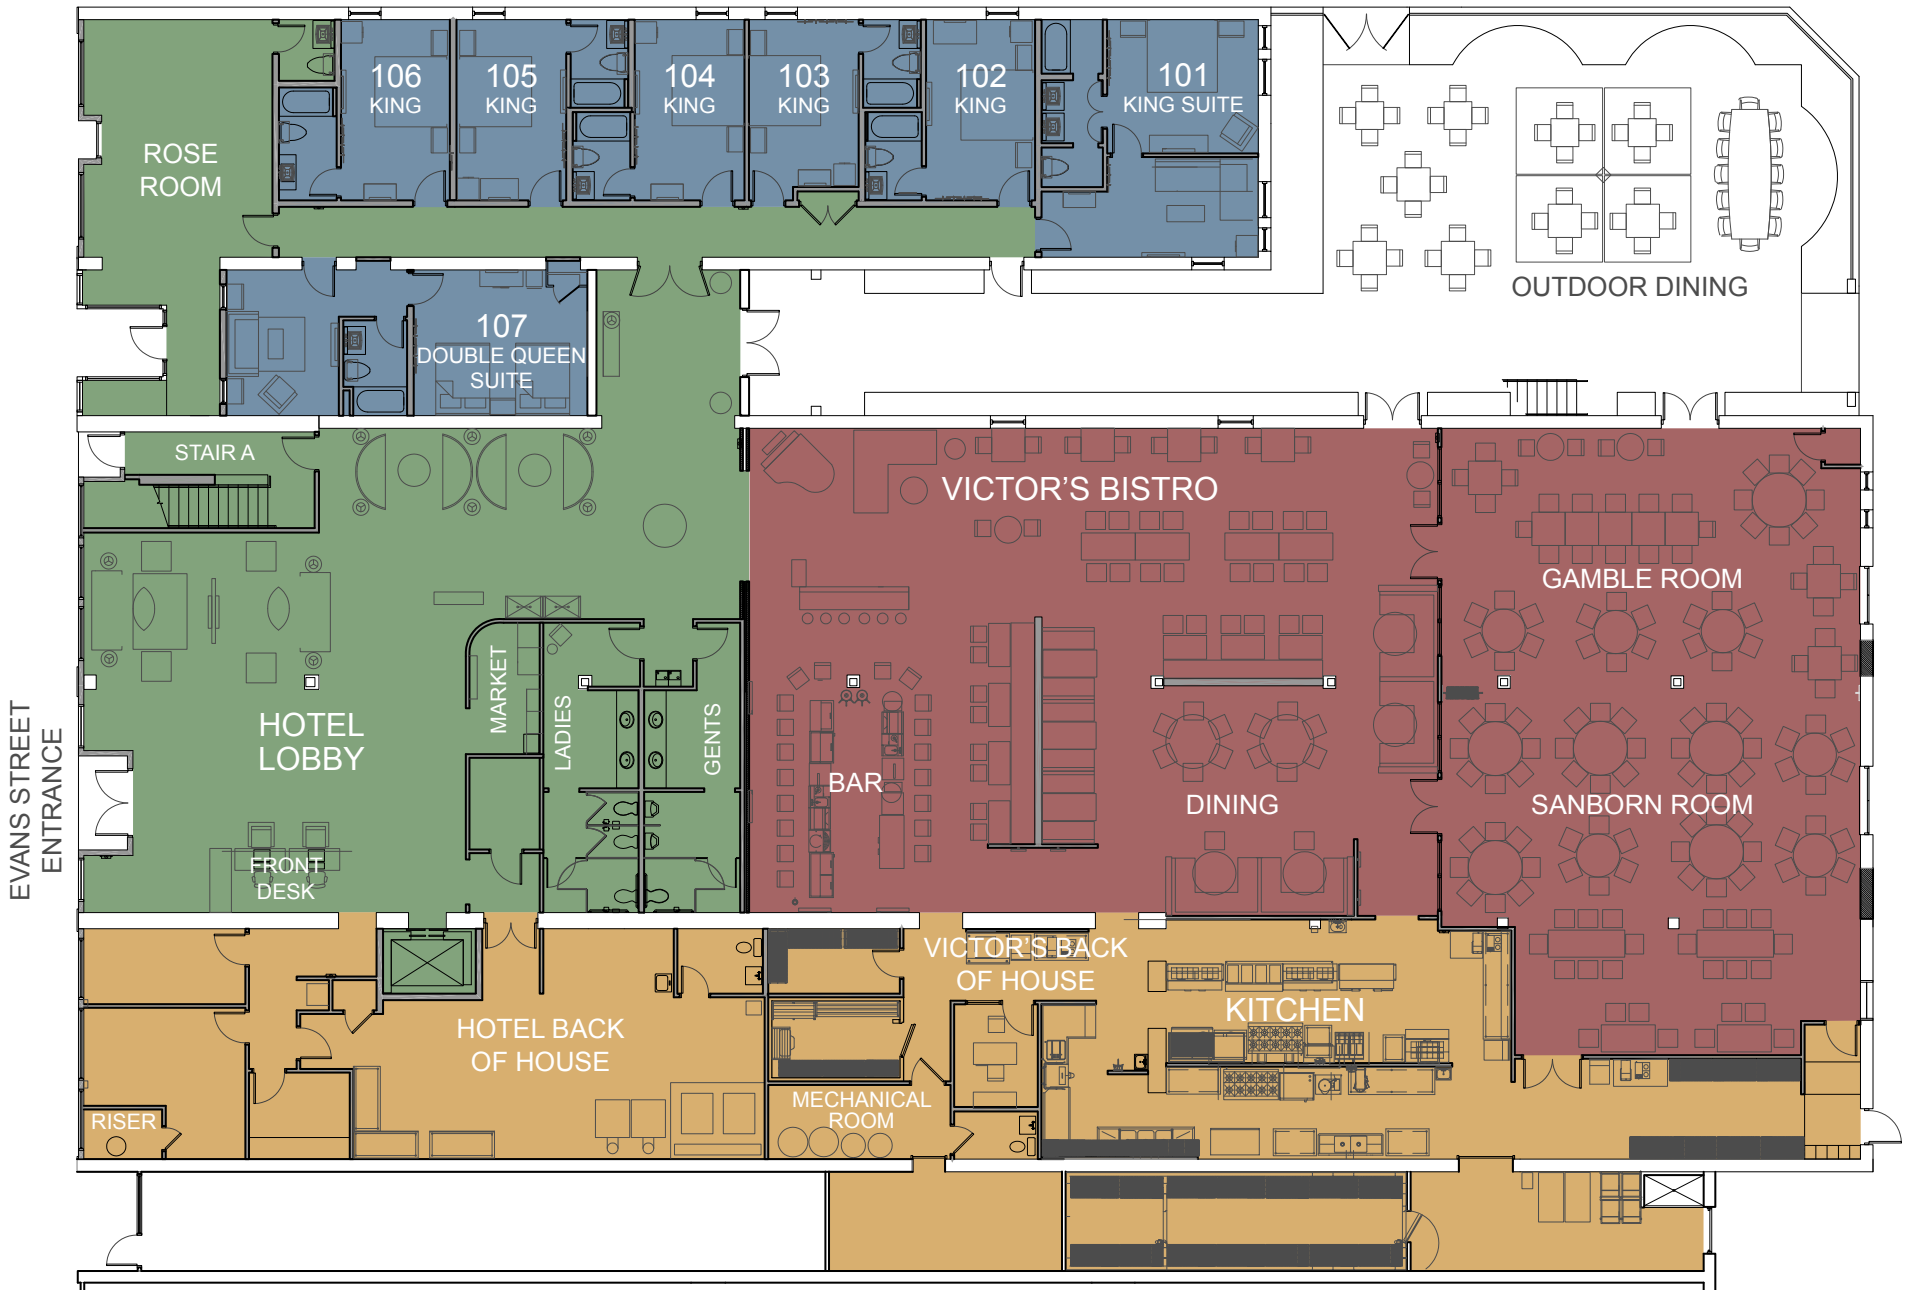 106
KING
105
KING
104
KING
103
KING
102
KING
101
KING SUITE
ROSE
ROOM
OUTDOOR DINING
107
DOUBLE QUEEN
SUITE
STAIR A
VICTOR'S BISTRO
GAMBLE ROOM
EVANS STREET
ENTRANCE
HOTEL
LOBBY
MARKET
LADIES
GENTS
BAR
DINING
SANBORN ROOM
FRONT
DESK
VICTOR'S BACK
OF HOUSE
KITCHEN
HOTEL BACK
OF HOUSE
MECHANICAL
ROOM
RISER